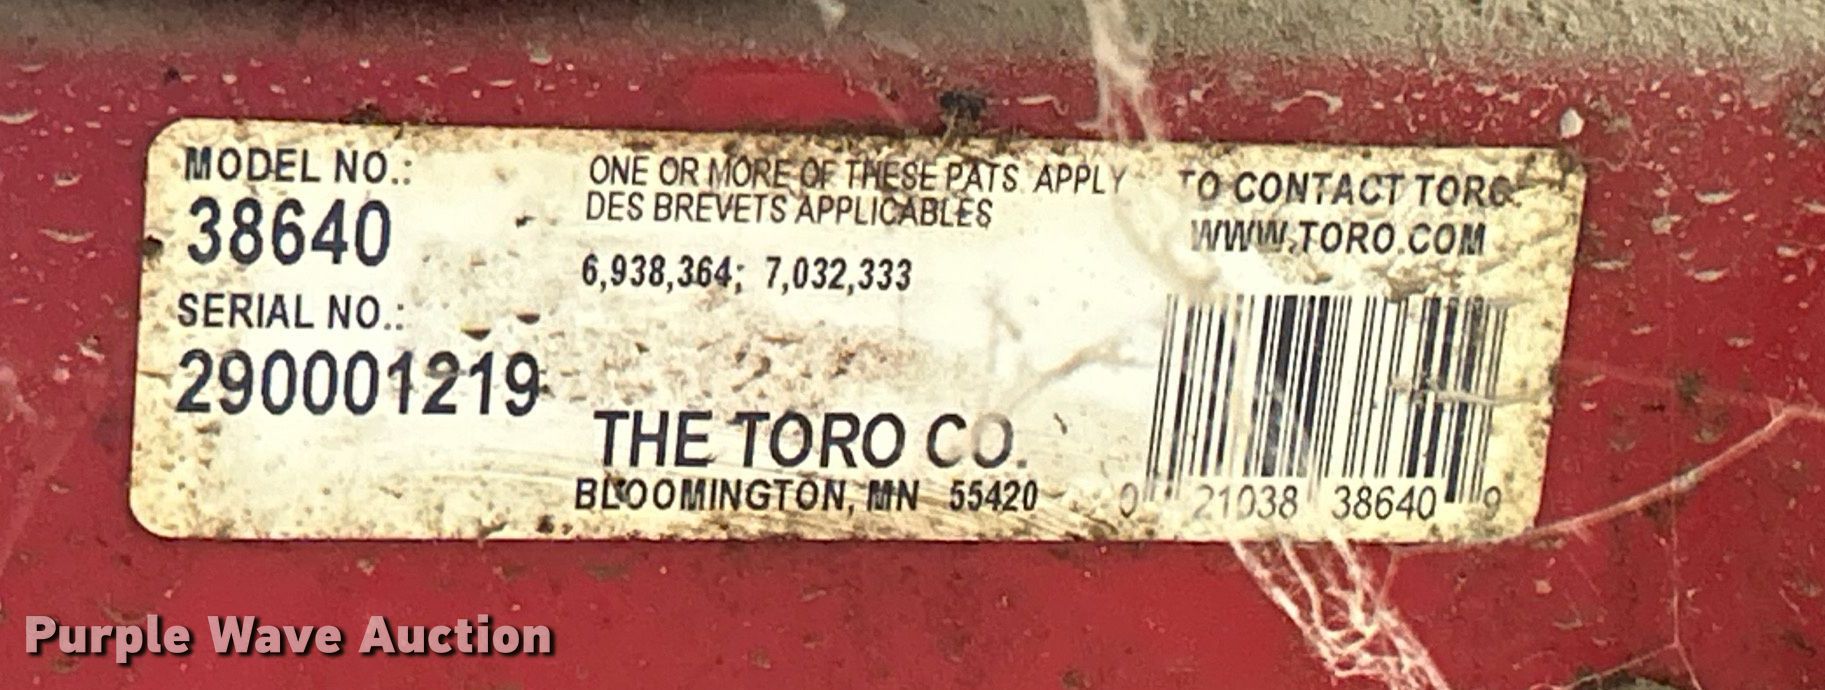 MODEL NO.:
38640
SERIAL NO.:
290001219
ONE OR MORE OF THESE PATS APPLY
DES BREVETS APPLICABLES
6,938,364; 7,032,333
THE TORO CO.
BLOOMINGTON, MN 55420
TO CONTACT TORO:
WWW.TORO.COM
0 21038 38640 9
Purple Wave Auction